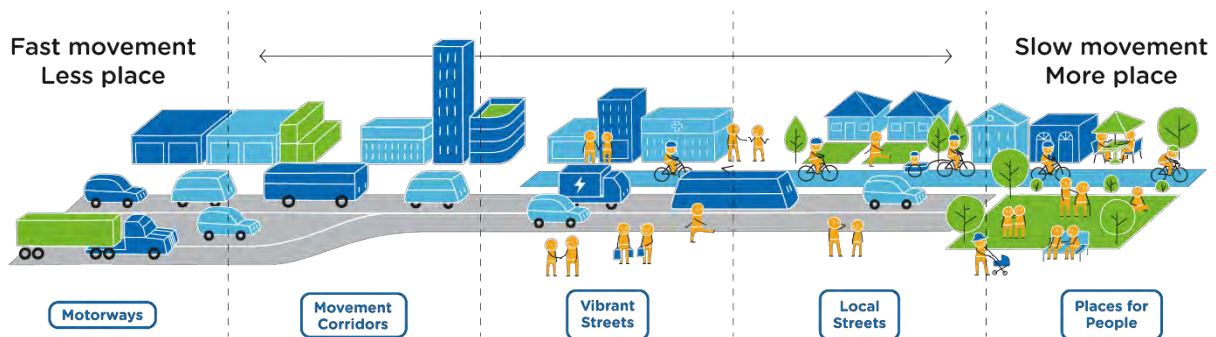 Fast movement
Less place
Slow movement
More place
Motorways
Movement
Corridors
Vibrant
Streets
Local
Streets
Places for
People